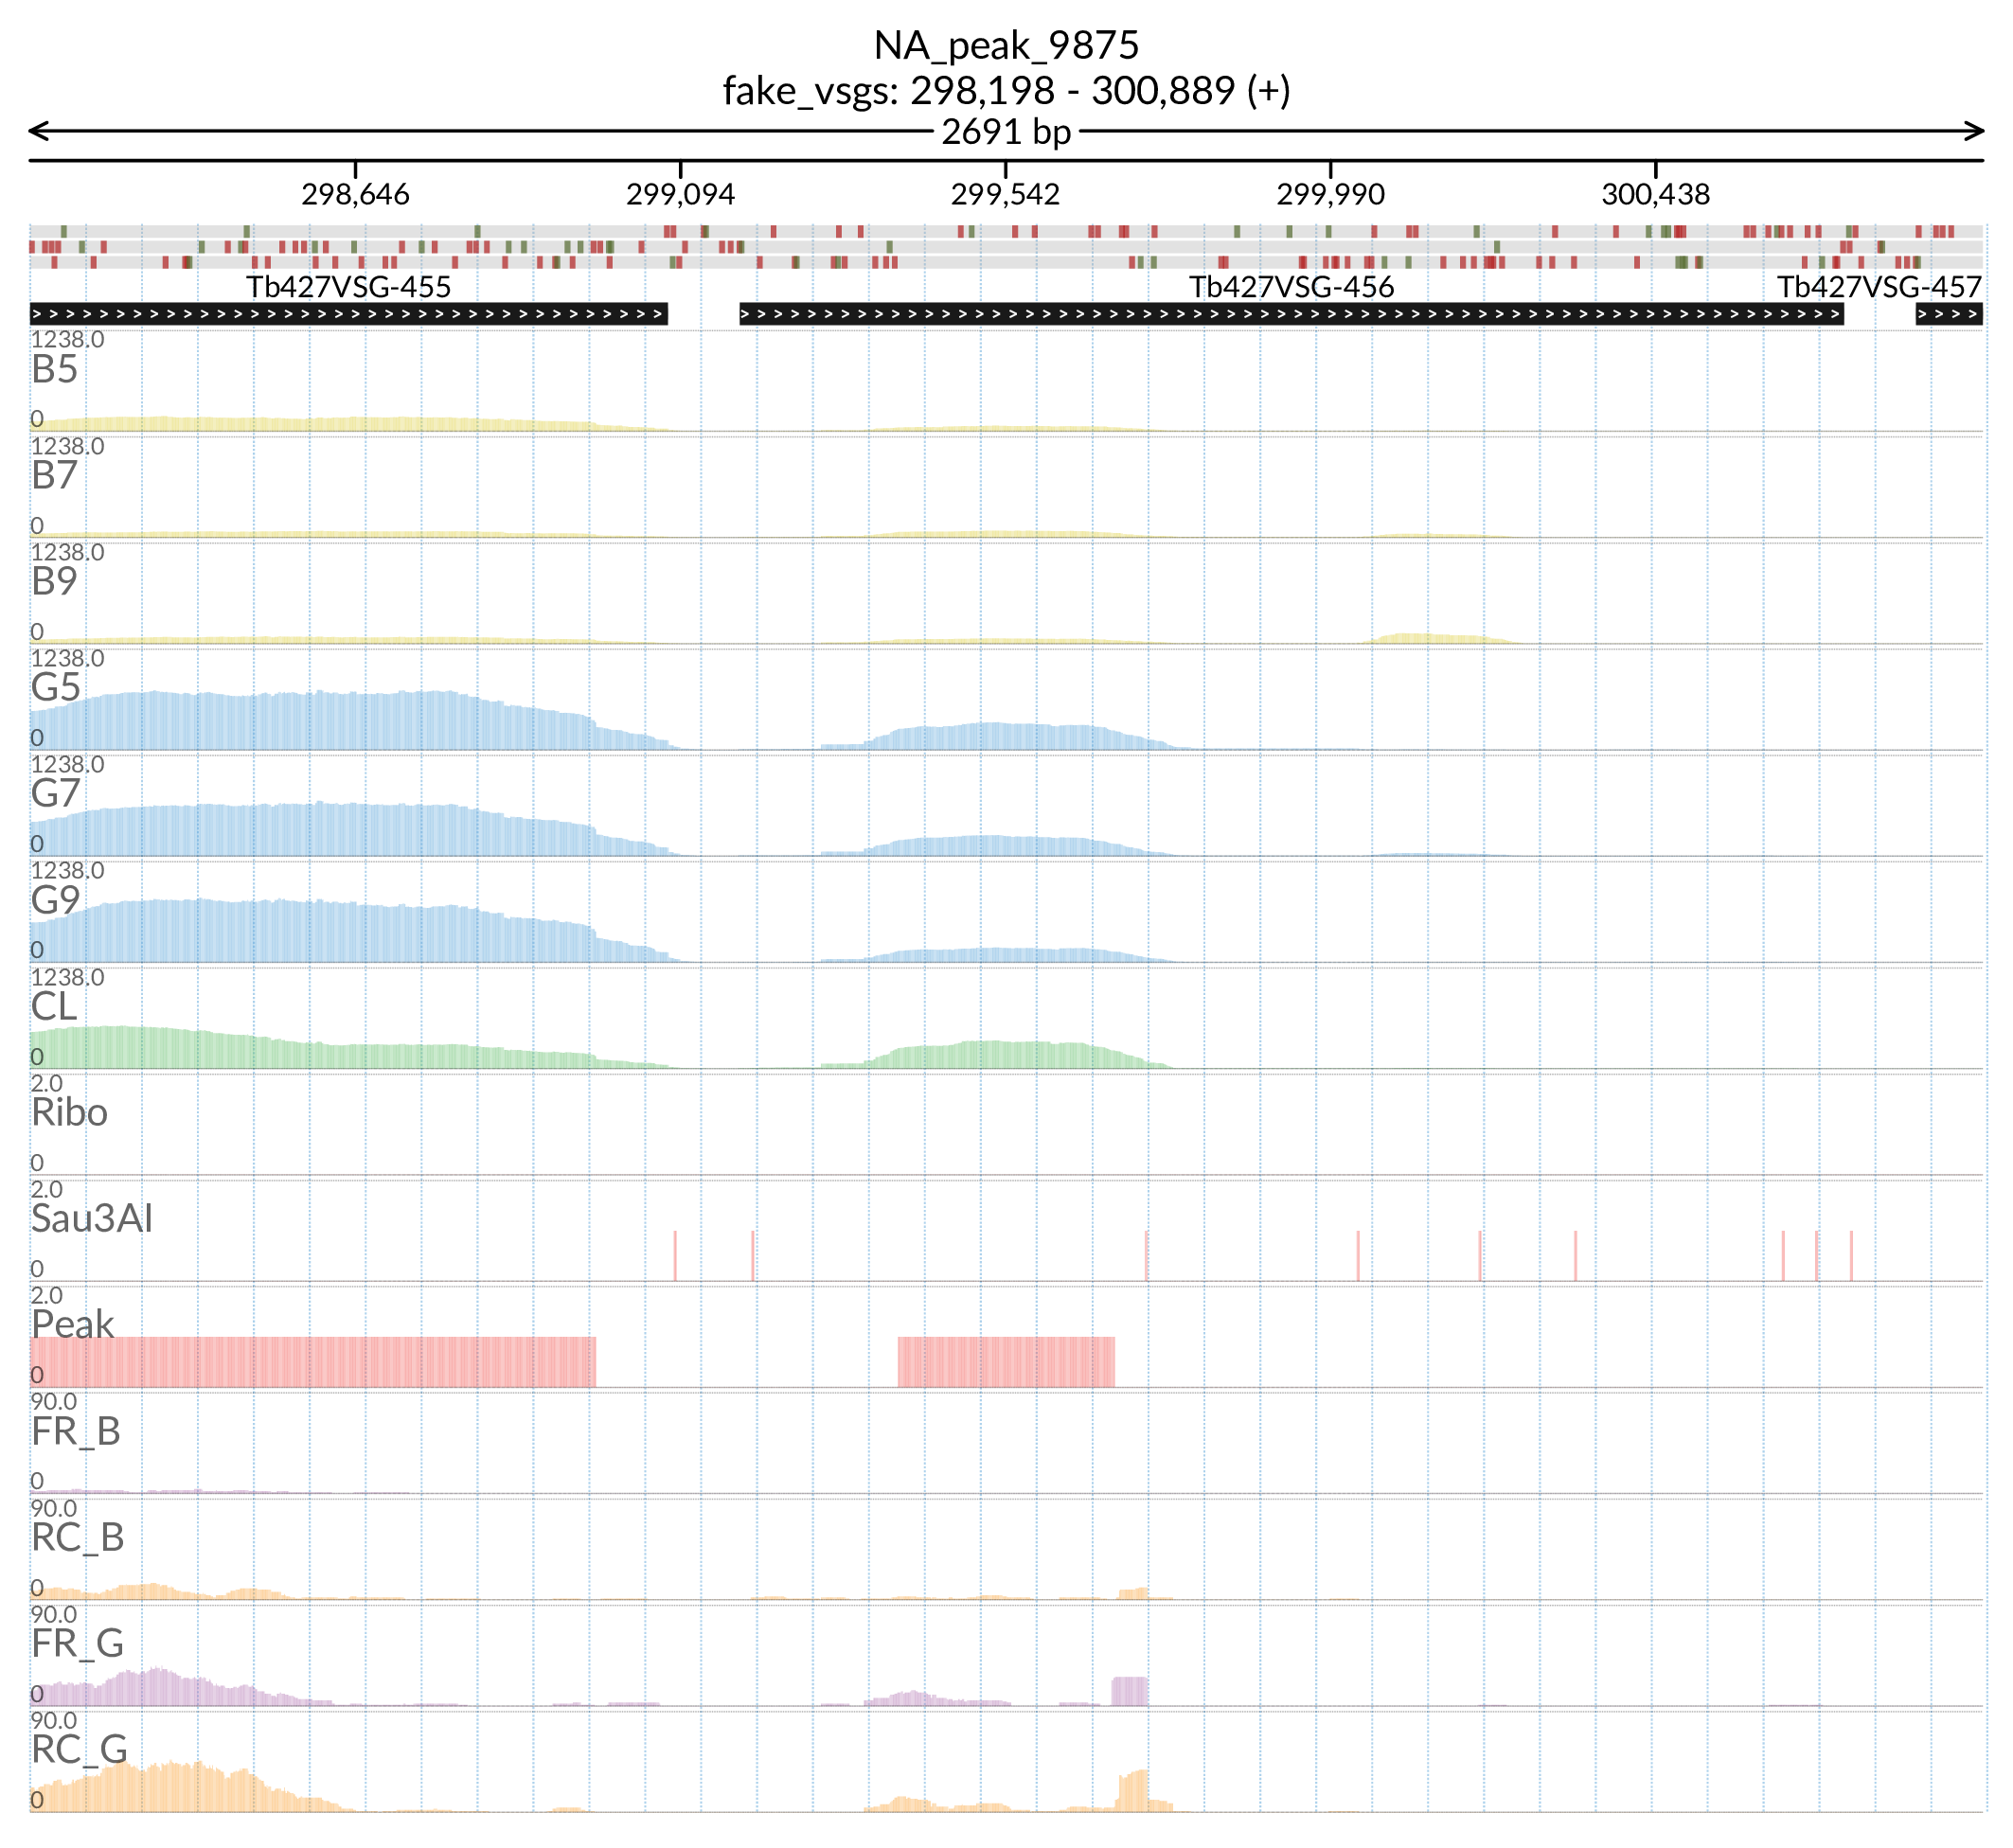 NA_peak_9875
fake_vsgs: 298,198 - 300,889 (+)
2691 bp
298,646 299,094 299,542 299,990 300,438
Tb427VSG-455 Tb427VSG-456 Tb427VSG-457
1238.0
B5
0
1238.0
B7
0
1238.0
B9
0
1238.0
G5
0
1238.0
G7
0
1238.0
G9
0
1238.0
CL
0
2.0
Ribo
0
2.0
Sau3AI
0
2.0
Peak
0
90.0
FR_B
0
90.0
RC_B
0
90.0
FR_G
0
90.0
RC_G
0